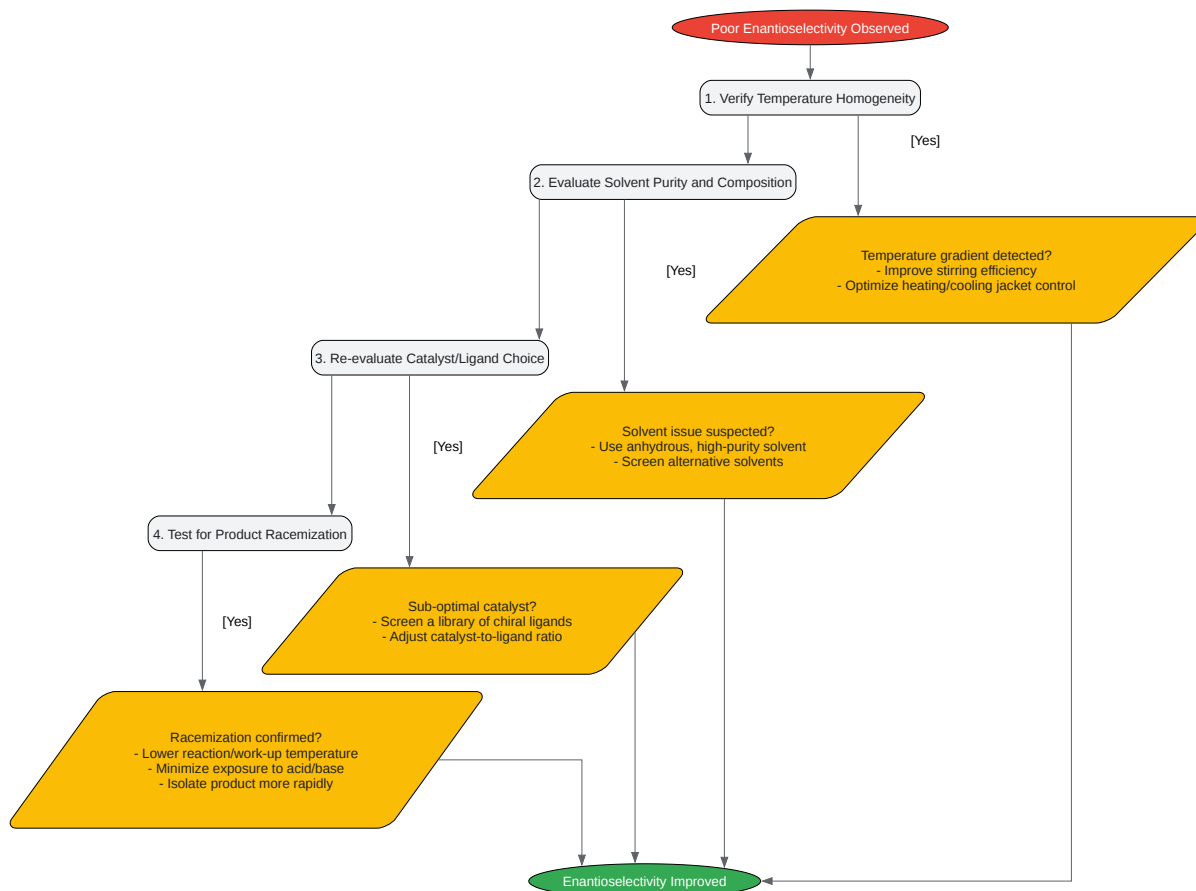 Poor Enantioselectivity Observed
1. Verify Temperature Homogeneity
[Yes]
2. Evaluate Solvent Purity and Composition
Temperature gradient detected?
- Improve stirring efficiency
- Optimize heating/cooling jacket control
[Yes]
3. Re-evaluate Catalyst/Ligand Choice
Solvent issue suspected?
- Use anhydrous, high-purity solvent
- Screen alternative solvents
[Yes]
4. Test for Product Racemization
Sub-optimal catalyst?
- Screen a library of chiral ligands
- Adjust catalyst-to-ligand ratio
[Yes]
Racemization confirmed?
- Lower reaction/work-up temperature
- Minimize exposure to acid/base
- Isolate product more rapidly
Enantioselectivity Improved